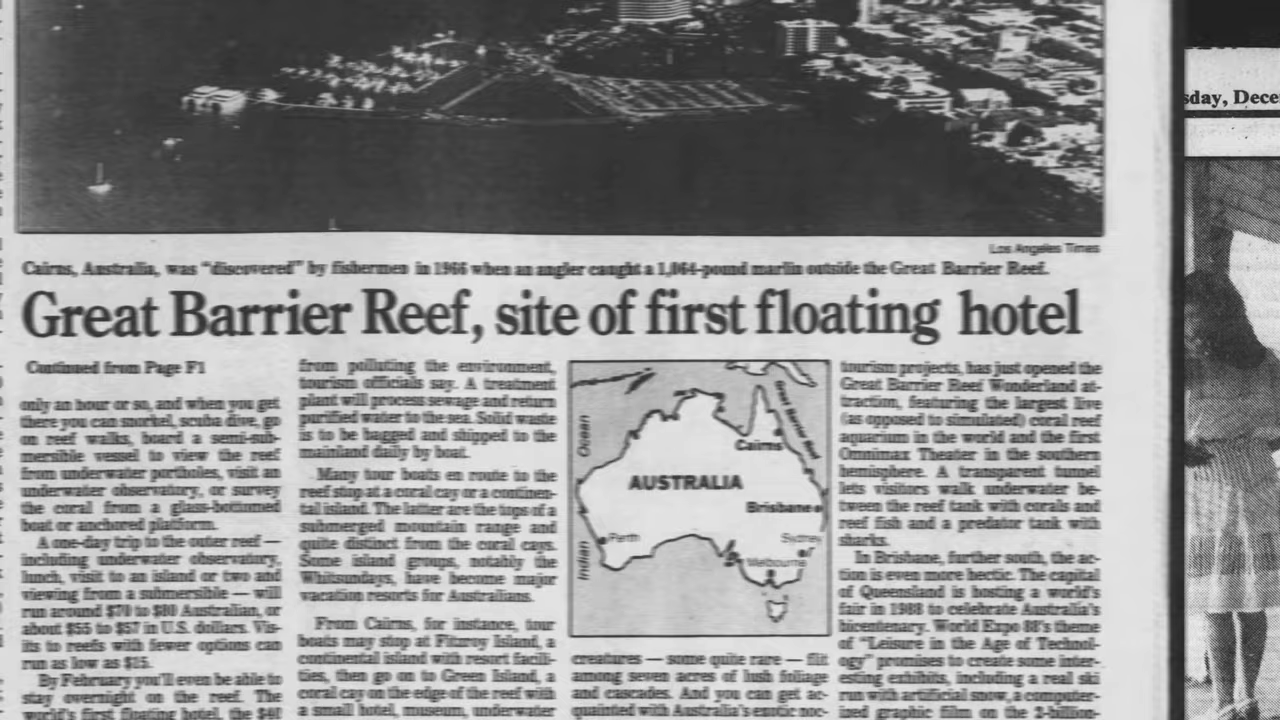 Los Angeles Times
Cairns, Australia, was "discovered" by fishermen in 1966 when an angler caught a 1,064-pound marlin outside the Great Barrier Reef.
Great Barrier Reef, site of first floating hotel
Continued from Page F1
only an hour or so, and when you get
there you can snorkel, scuba dive, go
on reef walks, board a semi-sub-
mersible vessel to view the reef
from underwater portholes, visit an
underwater observatory, or survey
the coral from a glass-bottomed
boat or anchored platform.
A one-day trip to the outer reef —
including underwater observatory,
lunch, visit to an island or two and
viewing from a submersible — will
run around $70 to $80 Australian, or
about $55 to $57 in U.S. dollars. Vis-
its to reefs with fewer options can
run as low as $15.
By February you'll even be able to
stay overnight on the reef. The
world's first floating hotel, the
from polluting the environment,
tourism officials say. A treatment
plant will process sewage and return
purified water to the sea. Solid waste
is to be bagged and shipped to the
mainland daily by boat.
Many tour boats en route to the
reef stop at a coral cay or a continen-
tal island. The latter are the tops of a
submerged mountain range and
quite distinct from the coral cays.
Some island groups, notably the
Whitsundays, have become major
vacation resorts for Australians.
From Cairns, for instance, tour
boats may stop at Fitzroy Island, a
continental island with resort facili-
ties, then go on to Green Island, a
coral cay on the edge of the reef with
a small hotel, museum, underwater
Indian Ocean
Great Barrier Reef
Cairns
AUSTRALIA
Brisbane
Perth
Sydney
Melbourne
creatures — some quite rare — flit
among seven acres of lush foliage
and cascades. And you can get ac-
quainted with Australia's exotic noc-
tourism projects, has just opened the
Great Barrier Reef Wonderland at-
traction, featuring the largest live
(as opposed to simulated) coral reef
aquarium in the world and the first
Omnimax Theater in the southern
hemisphere. A transparent tunnel
lets visitors walk underwater be-
tween the reef tank with corals and
reef fish and a predator tank with
sharks.
In Brisbane, further south, the ac-
tion is even more hectic. The capital
of Queensland is hosting a world's
fair in 1988 to celebrate Australia's
bicentenary. World Expo 88's theme
of "Leisure in the Age of Technol-
ogy" promises to create some inter-
esting exhibits, including a real ski
run with artificial snow, a computer-
ized graphic film on the 2-billion-
sday, Dece